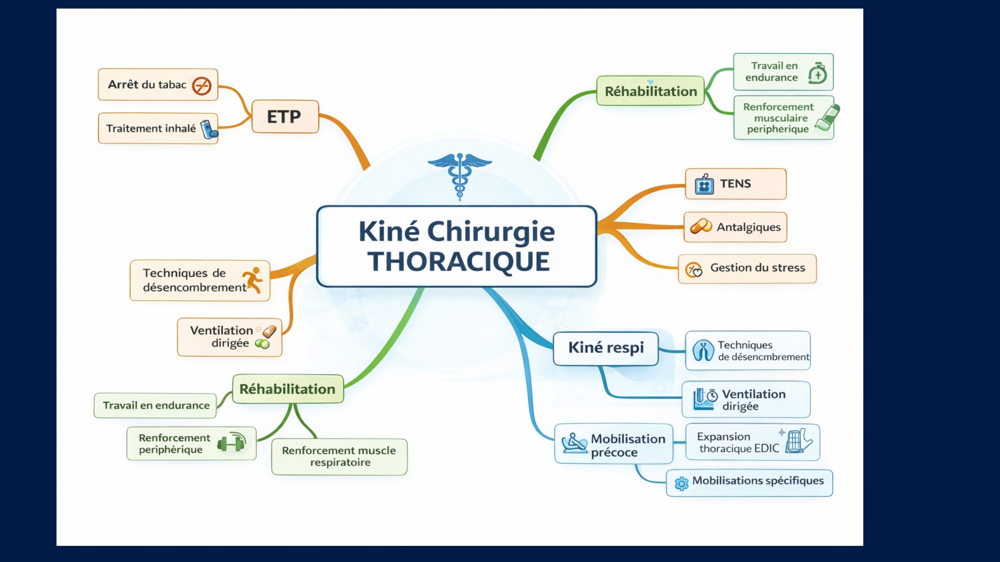 Arrêt du tabac
Traitement inhalé
ETP
Réhabilitation
Travail en
endurance
Renforcement
musculaire
periphèrique
TENS
Antalgiques
Gestion du stress
Kiné Chirurgie
THORACIQUE
Techniques de
désencombrement
Ventilation
dirigée
Réhabilitation
Travail en endurance
Renforcement
periphérique
Renforcement muscle
respiratoire
Kiné respi
Techniques
de désencmbrement
Ventilation
dirigée
Mobilisation
précoce
Expansion
thoracique EDIC
Mobilisations spécifiques